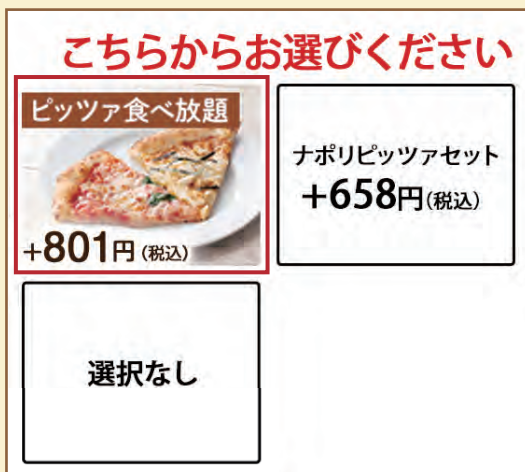 こちらからお選びください
ピッツァ食べ放題
+801円(税込)
ナポリピッツァセット
+658円(税込)
選択なし